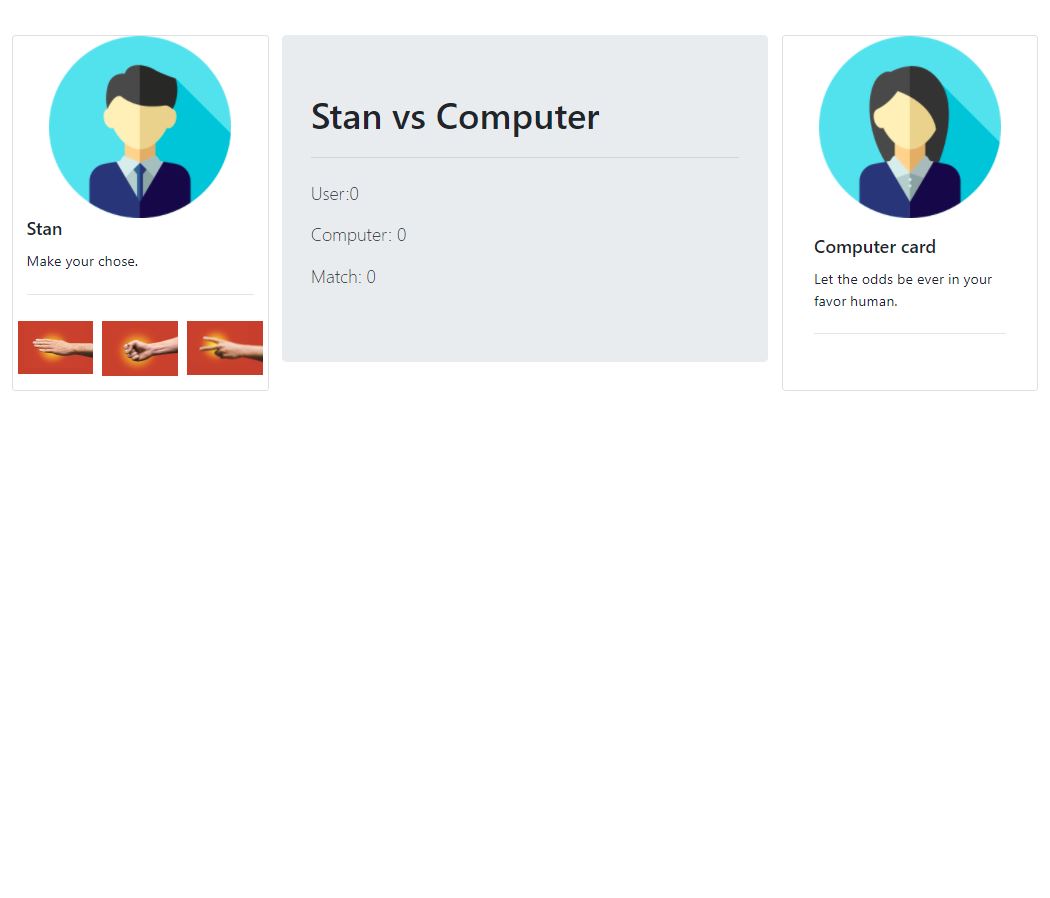 Stan
Make your chose.
Stan vs Computer
User:0
Computer: 0
Match: 0
Computer card
Let the odds be ever in your
favor human.